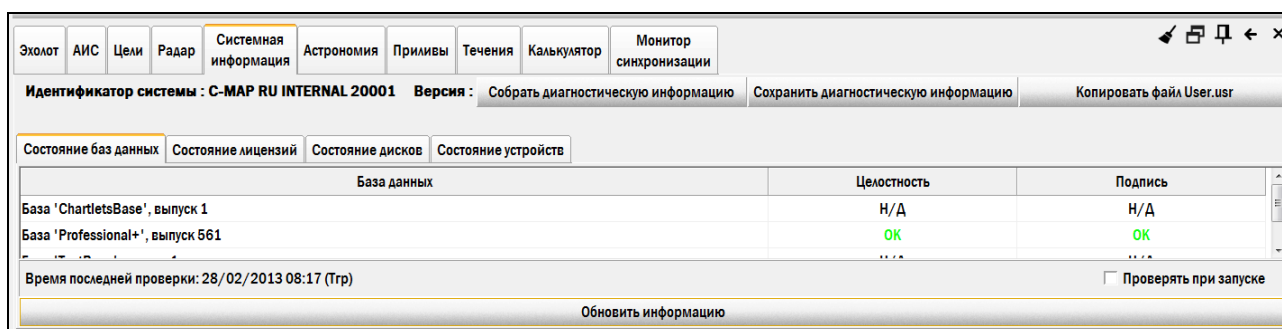 Эхолот АИС Цели Радар Системная информация Астрономия Приливы Течения Калькулятор Монитор синхронизации
Идентификатор системы : C-MAP RU INTERNAL 20001 Версия : Собрать диагностическую информацию Сохранить диагностическую информацию Копировать файл User.usr
Состояние баз данных Состояние лицензий Состояние дисков Состояние устройств
База данных Целостность Подпись
База 'ChartletsBase', выпуск 1 Н/Д Н/Д
База 'Professional+', выпуск 561 OK OK
Время последней проверки: 28/02/2013 08:17 (Тгр) Проверять при запуске
Обновить информацию